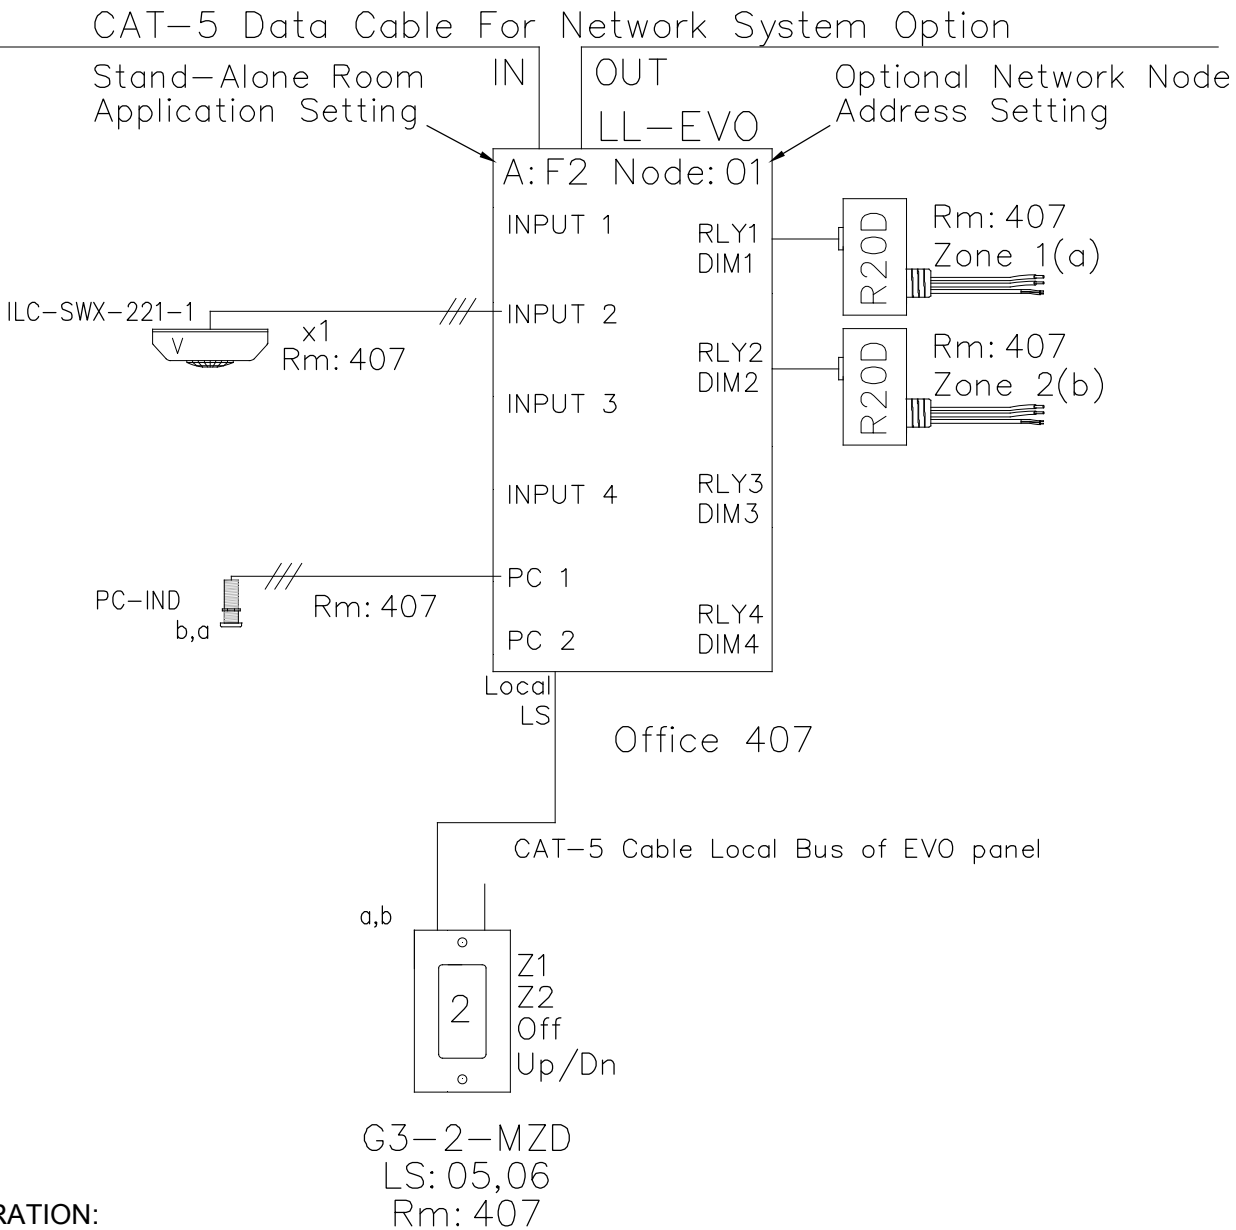 CAT-5 Data Cable For Network System Option
Stand-Alone Room
Application Setting
IN
OUT
Optional Network Node
Address Setting
LL-EVO
A: F2 Node: 01
INPUT 1
RLY1
DIM1
R20D
Rm: 407
Zone 1(a)
ILC-SWX-221-1
V
x1
Rm: 407
INPUT 2
RLY2
DIM2
R20D
Rm: 407
Zone 2(b)
INPUT 3
INPUT 4
RLY3
DIM3
PC-IND
b,a
Rm: 407
PC 1
PC 2
RLY4
DIM4
Local
LS
Office 407
CAT-5 Cable Local Bus of EVO panel
a,b
2
Z1
Z2
Off
Up/Dn
G3-2-MZD
LS: 05,06
Rm: 407
RATION: